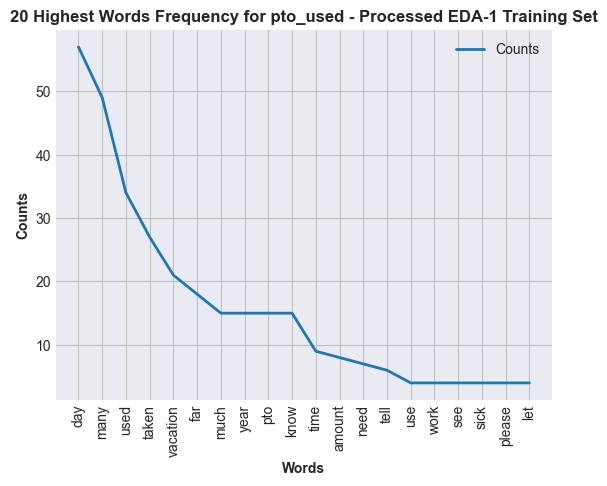 20 Highest Words Frequency for pto_used - Processed EDA-1 Training Set
Counts
50
40
30
20
10
Counts
day
many
used
taken
vacation
far
much
year
pto
know
time
amount
need
tell
use
work
see
sick
please
let
Words